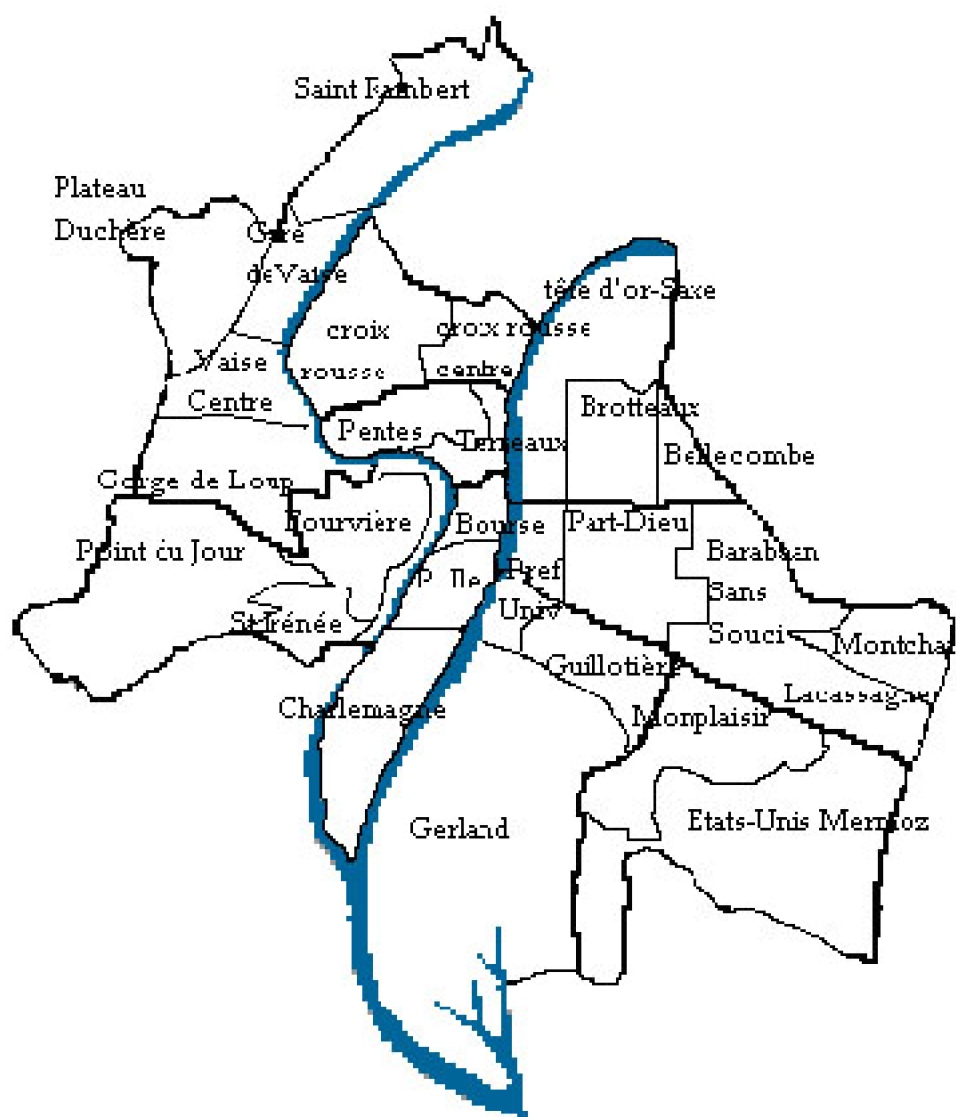 Saint Rambert
Plateau
Duchère
Gare
de Vaise
tête d'or-Saxe
croix
rousse
croix rousse
centre
Vaise
Centre
Brotteaux
Pentes
Terreaux
Bellecombe
Gorge de Loup
Fourvière
Bourse
Part-Dieu
Point du Jour
Barabban
Pref
Sans
Univ
St Irénée
Souci
Montchat
Guillotière
Lacassagne
Charlemagne
Monplaisir
Gerland
Etats-Unis Mermoz